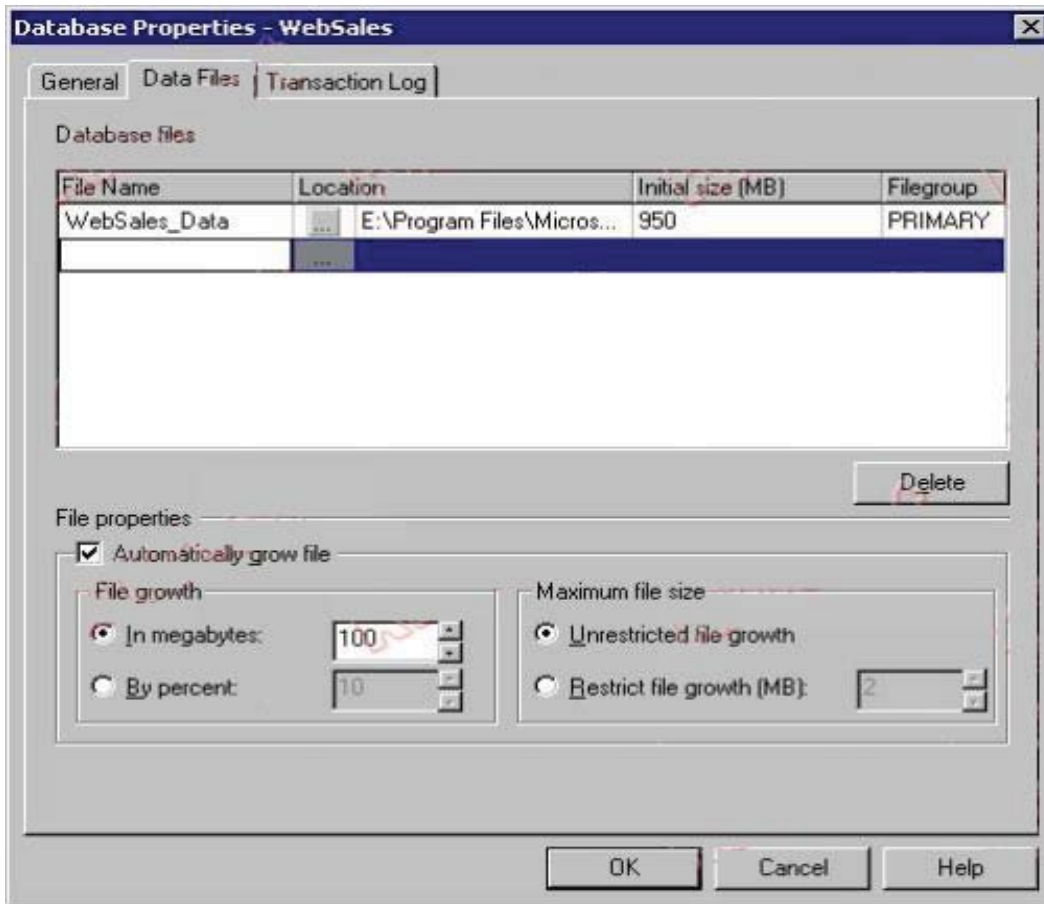 Database Properties - WebSales
General Data Files Transaction Log
Database files
File Name Location Initial size (MB) Filegroup
WebSales_Data ... E:\Program Files\Micros... 950 PRIMARY
...
Delete
File properties
Automatically grow file
File growth Maximum file size
In megabytes: 100 Unrestricted file growth
By percent: 10 Restrict file growth (MB): 2
OK Cancel Help